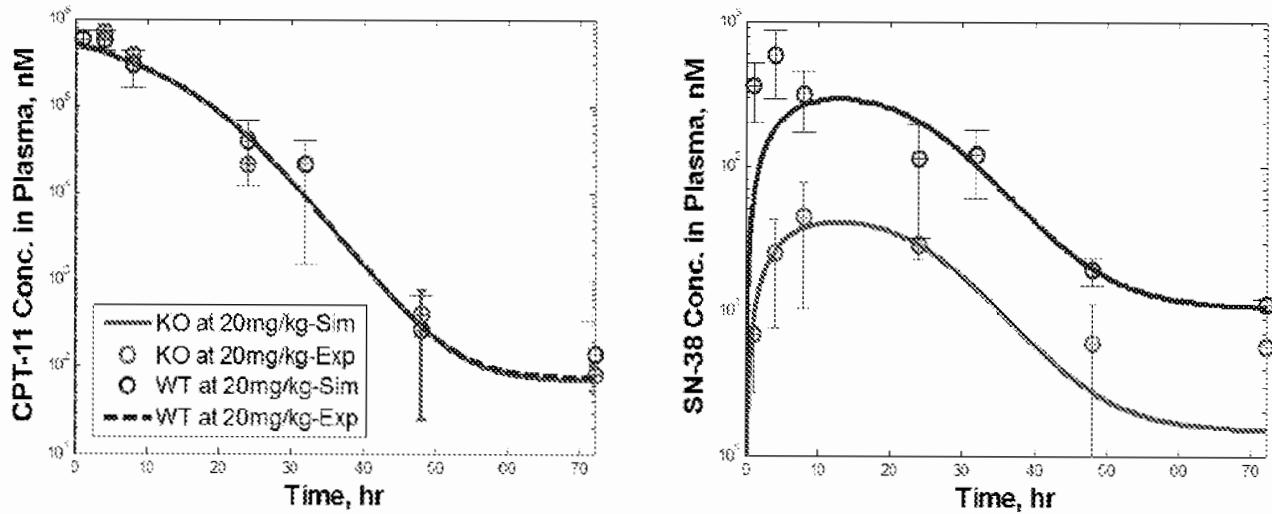 CPT-11 Conc. in Plasma, nM
0
10
20
30
40
50
60
70
Time, hr
KO at 20mg/kg-Sim
KO at 20mg/kg-Exp
WT at 20mg/kg-Sim
WT at 20mg/kg-Exp
SN-38 Conc. in Plasma, nM
0
10
20
30
40
50
60
70
Time, hr